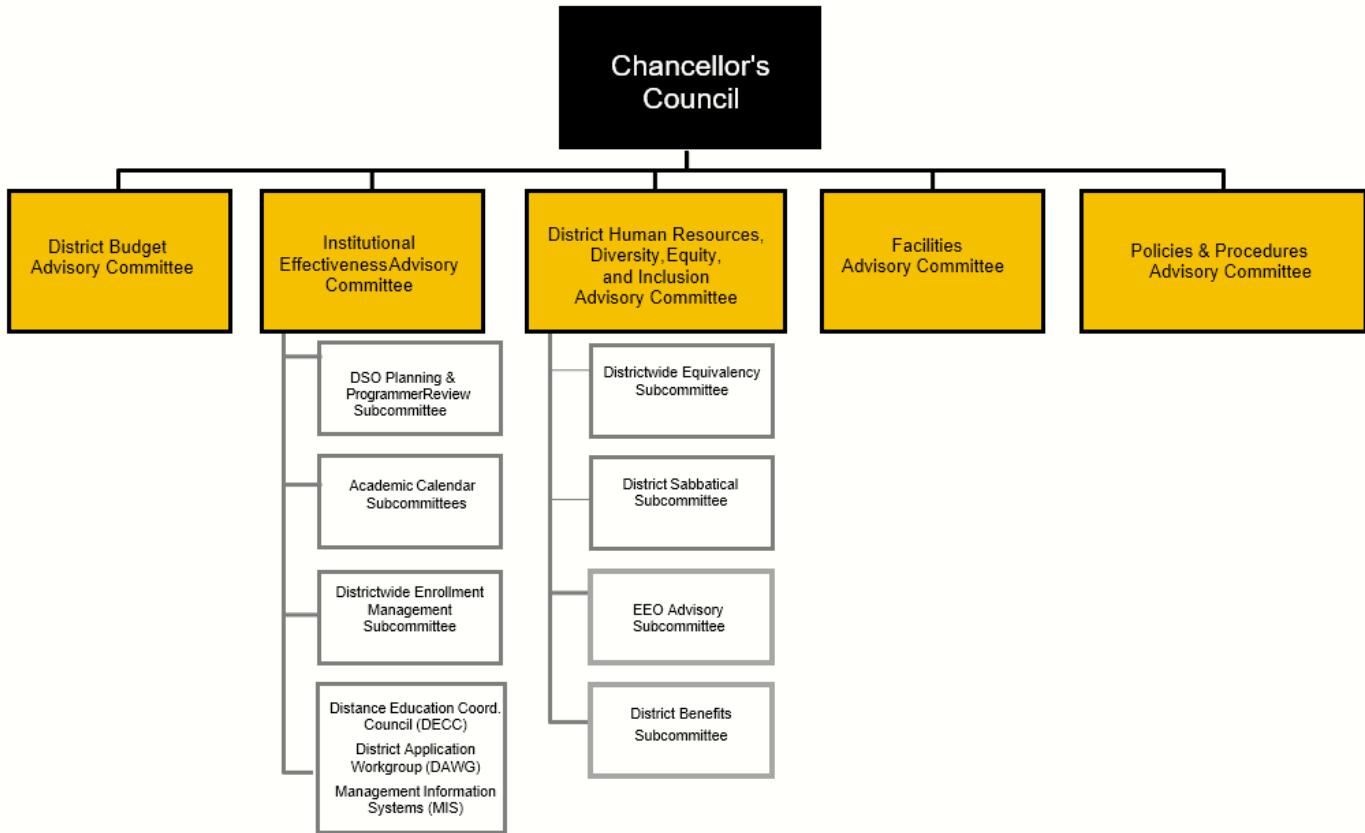 Chancellor's
Council
District Budget
Advisory Committee
Institutional
EffectivenessAdvisory
Committee
District Human Resources,
Diversity,Equity,
and Inclusion
Advisory Committee
Facilities
Advisory Committee
Policies & Procedures
Advisory Committee
DSO Planning &
ProgrammerReview
Subcommittee
Academic Calendar
Subcommittees
Districtwide Enrollment
Management
Subcommittee
Distance Education Coord.
Council (DECC)
District Application
Workgroup (DAWG)
Management Information
Systems (MIS)
Districtwide Equivalency
Subcommittee
District Sabbatical
Subcommittee
EEO Advisory
Subcommittee
District Benefits
Subcommittee